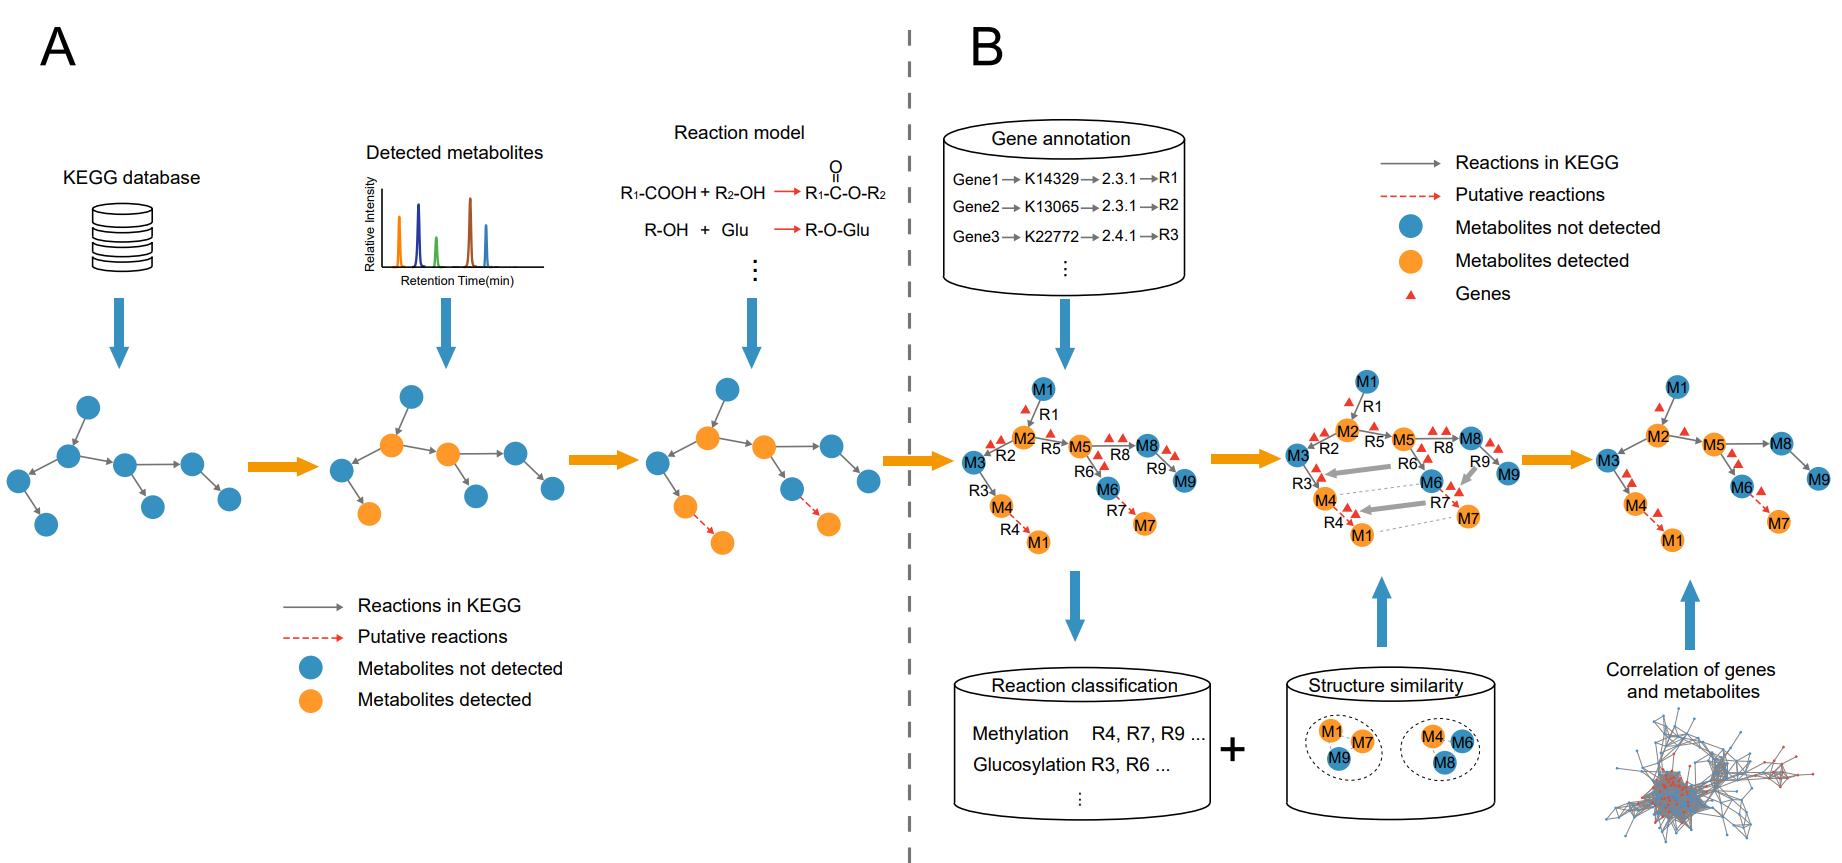 A
KEGG database
Detected metabolites
Relative Intensity
Retention Time(min)
Reaction model
O
R1-COOH + R2-OH → R1-C-O-R2
R-OH + Glu → R-O-Glu
⋮
Reactions in KEGG
Putative reactions
Metabolites not detected
Metabolites detected
B
Gene annotation
Gene1 → K14329 → 2.3.1 → R1
Gene2 → K13065 → 2.3.1 → R2
Gene3 → K22772 → 2.4.1 → R3
⋮
Reactions in KEGG
Putative reactions
Metabolites not detected
Metabolites detected
Genes
M1
R1
M2
R2
R5
M5
R8
M8
M3
R6
R9
M9
R3
M6
M4
R7
M7
R4
M1
M1
R1
M2
R2
R5
M5
R8
M8
M3
R6
R9
M9
R3
M6
M4
R7
M7
R4
M1
M1
M2
M5
M8
M3
M9
M6
M4
M7
M1
Reaction classification
Methylation R4, R7, R9 ...
Glucosylation R3, R6 ...
⋮
+
Structure similarity
M1
M7
M9
M4
M6
M8
Correlation of genes
and metabolites